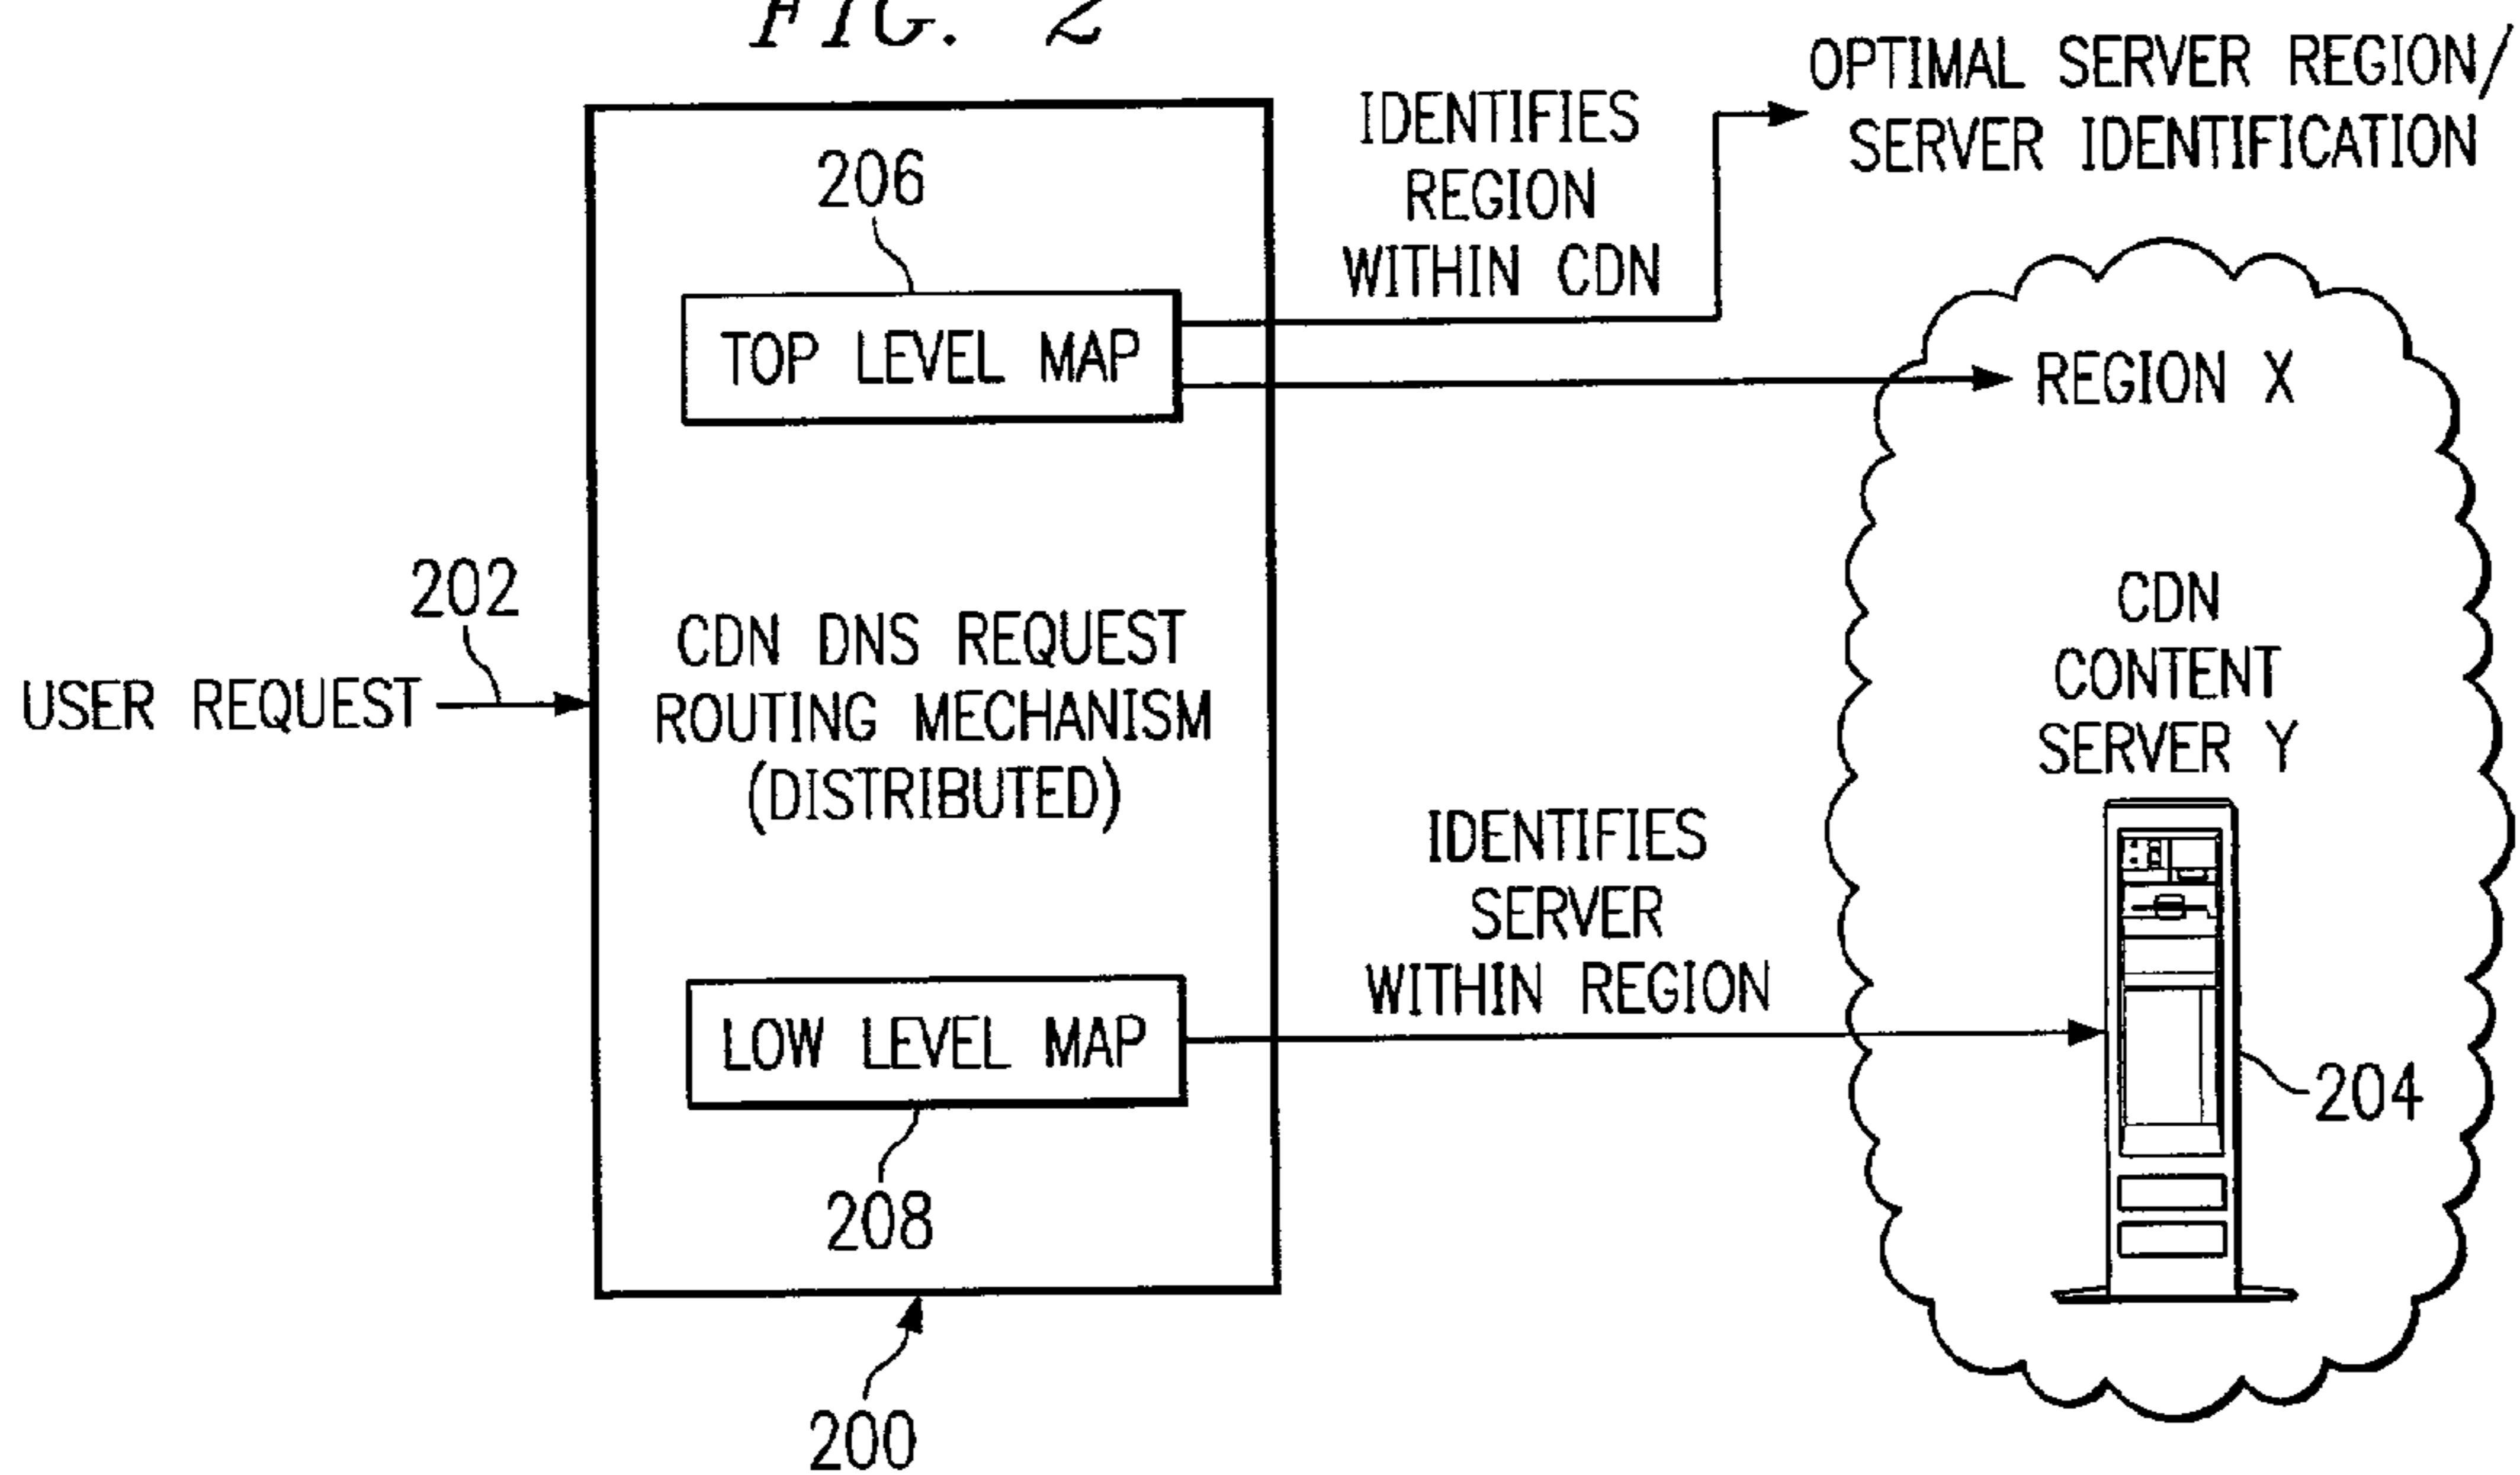 FIG. 2
OPTIMAL SERVER REGION/
SERVER IDENTIFICATION
IDENTIFIES
REGION
WITHIN CDN
206
TOP LEVEL MAP
REGION X
202
USER REQUEST
CDN DNS REQUEST
ROUTING MECHANISM
(DISTRIBUTED)
CDN
CONTENT
SERVER Y
IDENTIFIES
SERVER
WITHIN REGION
LOW LEVEL MAP
204
208
200